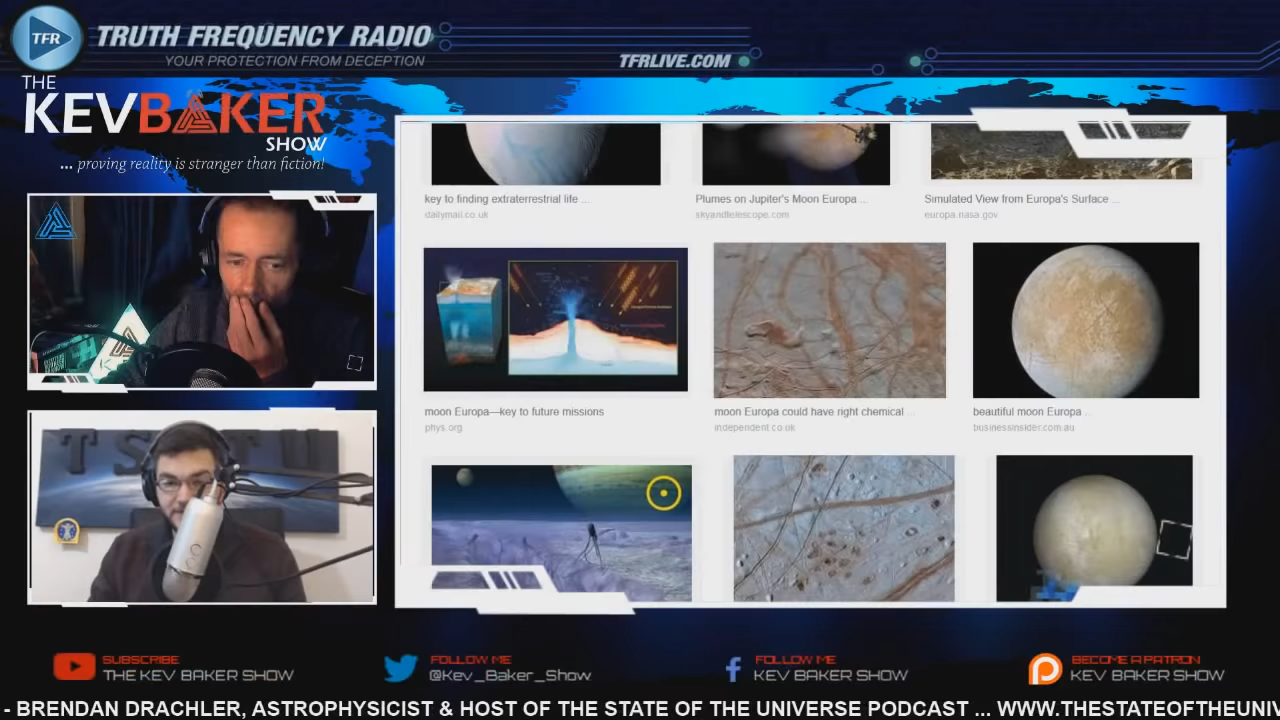 TFR
TRUTH FREQUENCY RADIO
YOUR PROTECTION FROM DECEPTION
TFRLIVE.COM
THE
KEVBAKER
SHOW
... proving reality is stranger than fiction!
key to finding extraterrestrial life ...
dailymail.co.uk
Plumes on Jupiter's Moon Europa ...
skyandtelescope.com
Simulated View from Europa's Surface ...
europa.nasa.gov
moon Europa—key to future missions
phys.org
moon Europa could have right chemical ...
independent.co.uk
beautiful moon Europa ...
businessinsider.com.au
SUBSCRIBE
THE KEV BAKER SHOW
FOLLOW ME
@Kev_Baker_Show
FOLLOW ME
KEV BAKER SHOW
BECOME A PATRON
KEV BAKER SHOW
- BRENDAN DRACHLER, ASTROPHYSICIST & HOST OF THE STATE OF THE UNIVERSE PODCAST ... WWW.THESTATEOFTHEUNIV